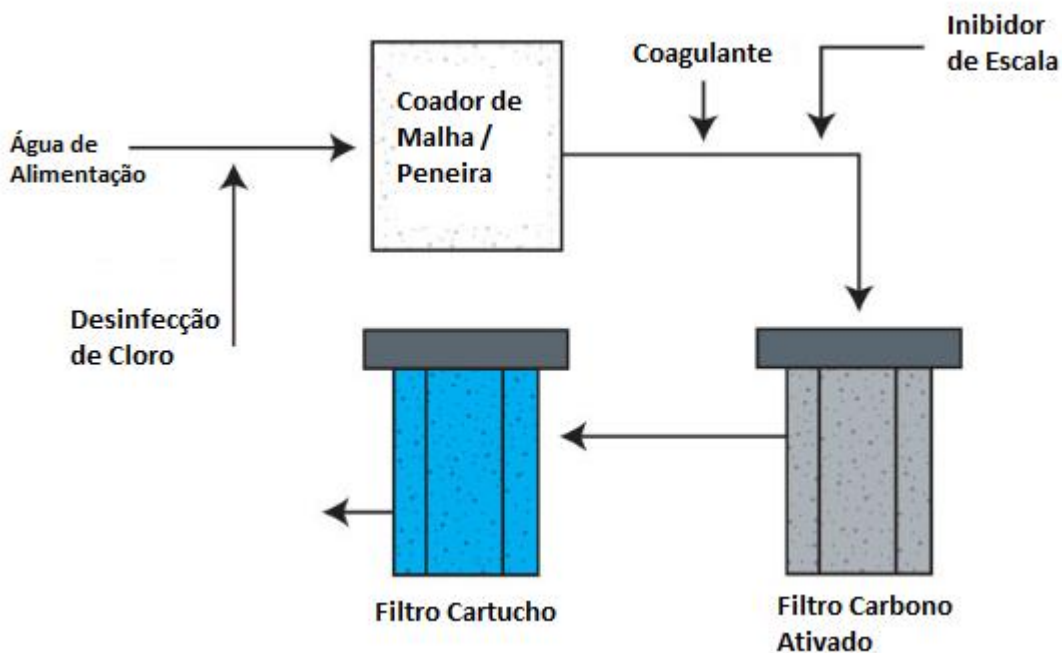 Água de
Alimentação
Desinfecção
de Cloro
Coador de
Malha /
Peneira
Coagulante
Inibidor
de Escala
Filtro Carbono
Ativado
Filtro Cartucho